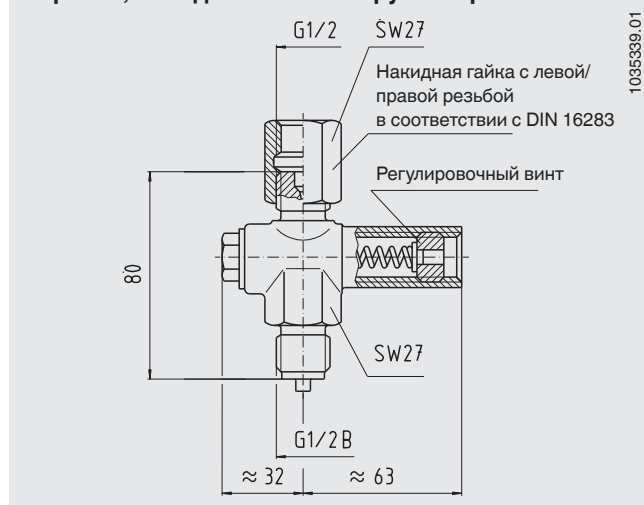 G1/2
SW27
Накидная гайка с левой/
правой резьбой
в соответствии с DIN 16283
Регулировочный винт
80
SW27
G1/2 B
≈ 32
≈ 63
1035339.01